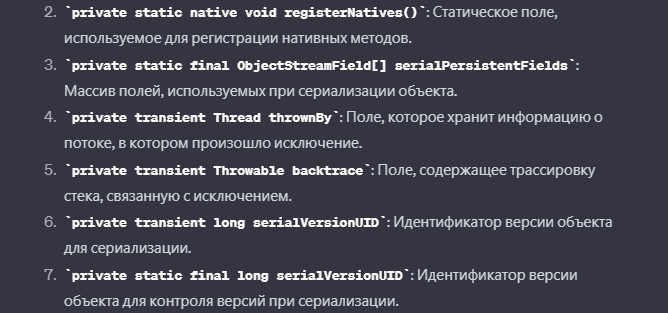 2. `private static native void registerNatives()`: Статическое поле,
используемое для регистрации нативных методов.
3. `private static final ObjectStreamField[] serialPersistentFields`:
Массив полей, используемых при сериализации объекта.
4. `private transient Thread thrownBy`: Поле, которое хранит информацию о
потоке, в котором произошло исключение.
5. `private transient Throwable backtrace`: Поле, содержащее трассировку
стека, связанную с исключением.
6. `private transient long serialVersionUID`: Идентификатор версии объекта
для сериализации.
7. `private static final long serialVersionUID`: Идентификатор версии
объекта для контроля версий при сериализации.